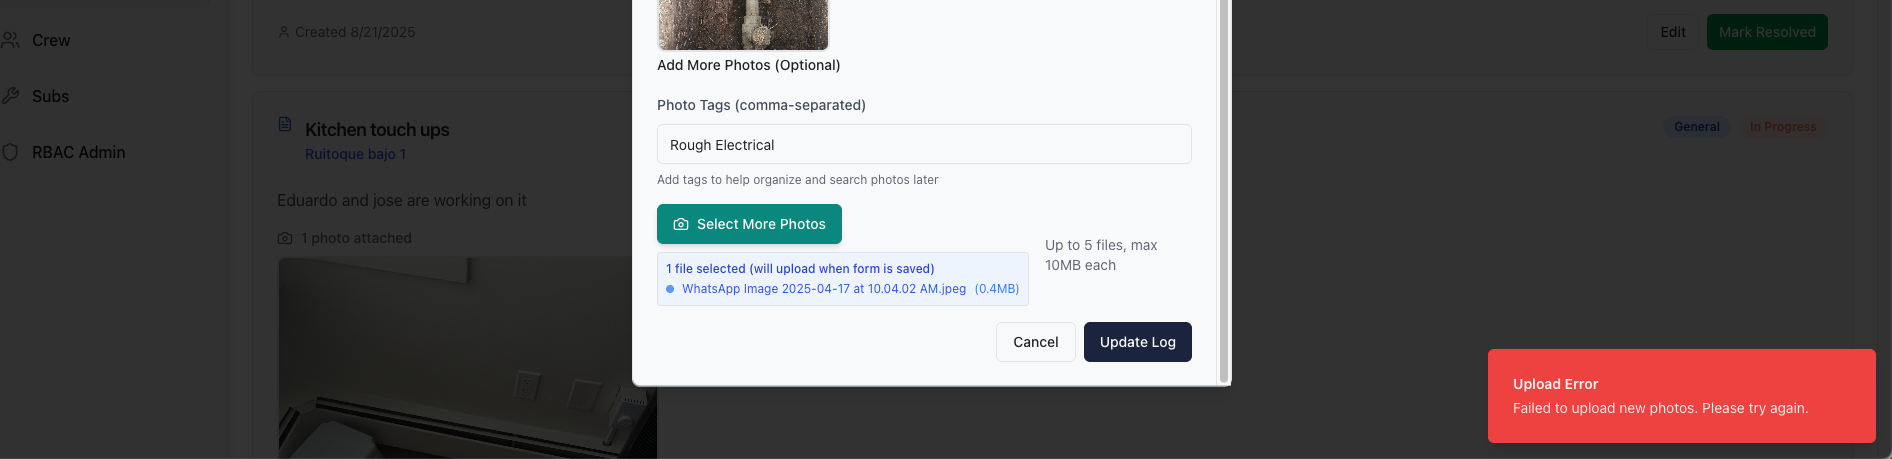 Crew
Subs
RBAC Admin
Created 8/21/2025
Edit
Mark Resolved
Kitchen touch ups
Ruitoque bajo 1
General
In Progress
Eduardo and jose are working on it
1 photo attached
Add More Photos (Optional)
Photo Tags (comma-separated)
Rough Electrical
Add tags to help organize and search photos later
Select More Photos
1 file selected (will upload when form is saved)
WhatsApp Image 2025-04-17 at 10.04.02 AM.jpeg (0.4MB)
Up to 5 files, max
10MB each
Cancel
Update Log
Upload Error
Failed to upload new photos. Please try again.